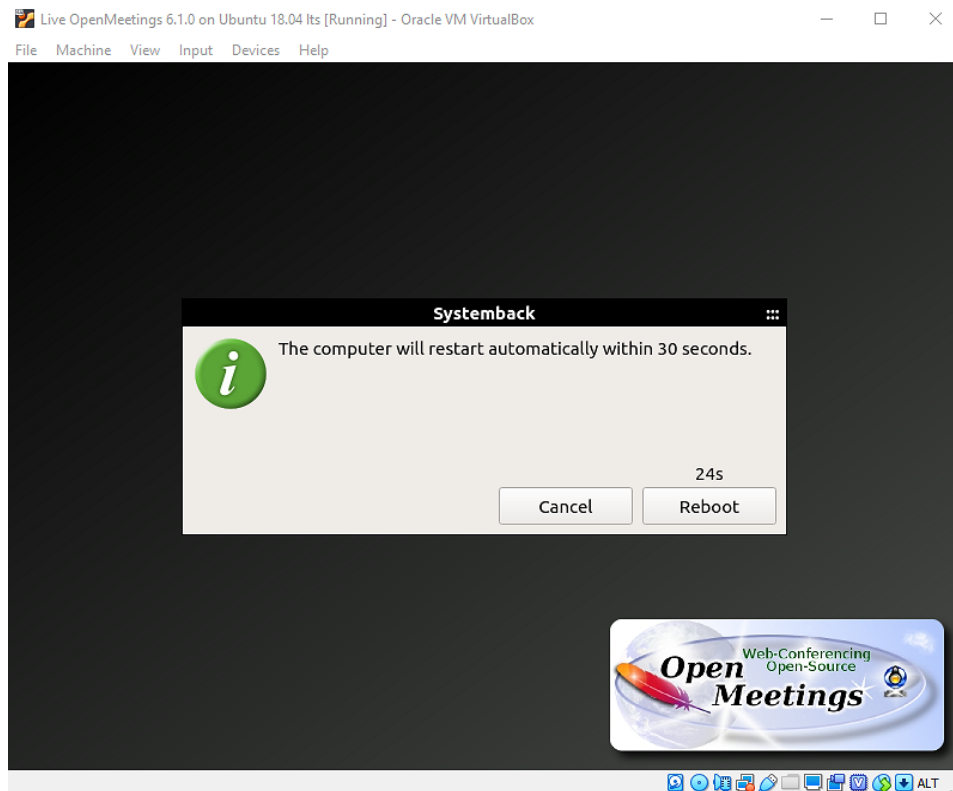 Live OpenMeetings 6.1.0 on Ubuntu 18.04 lts [Running] - Oracle VM VirtualBox
File Machine View Input Devices Help
Systemback
i
The computer will restart automatically within 30 seconds.
24s
Cancel Reboot
Web-Conferencing
Open-Source
Open
Meetings
ALT